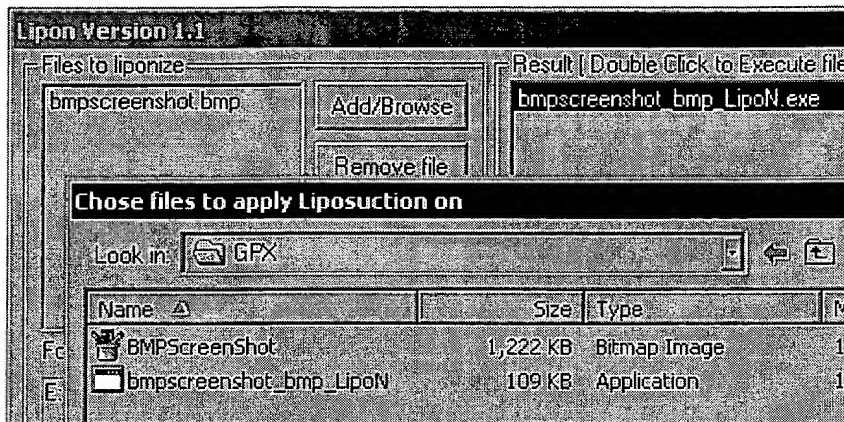 Lipon Version 1.1
Files to liponize
Result [ Double Click to Execute file
bmpscreenshot.bmp
Add/Browse
bmpscreenshot_bmp_LipoN.exe
Remove file
Chose files to apply Liposuction on
Look in: GPX
Name Size Type
BMPScreenShot 1,222 KB Bitmap Image
bmpscreenshot_bmp_LipoN 109 KB Application